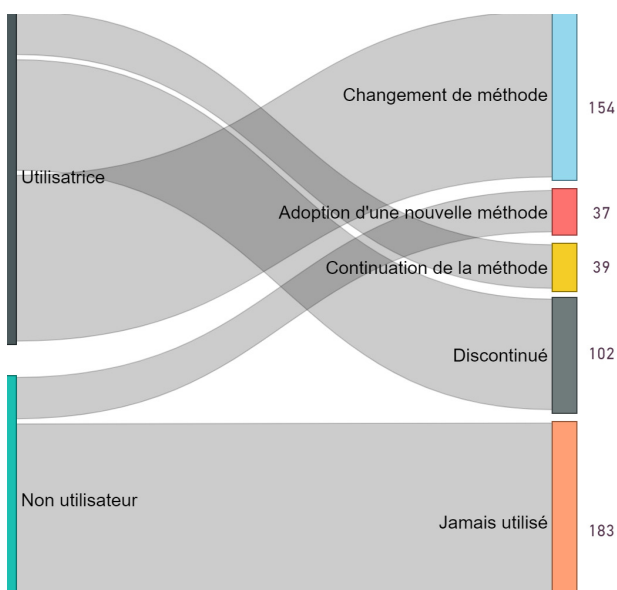 Changement de méthode
154
Utilisatrice
Adoption d'une nouvelle méthode
37
Continuation de la méthode
39
Discontinué
102
Non utilisateur
Jamais utilisé
183